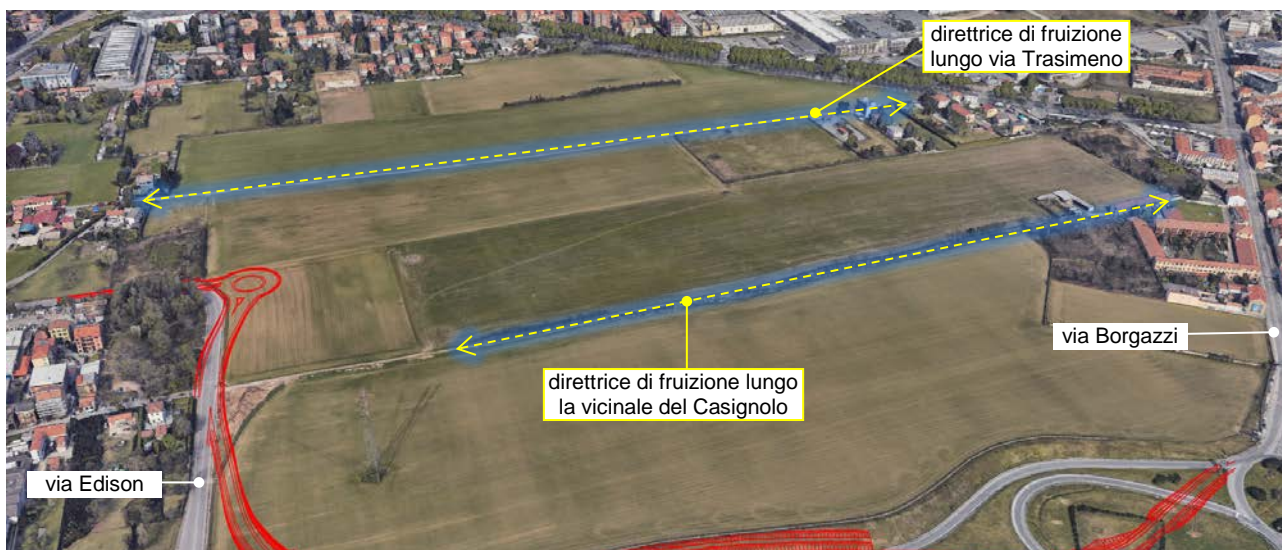 direttrice di fruizione
lungo via Trasimeno
via Borgazzi
direttrice di fruizione lungo
la vicinale del Casignolo
via Edison